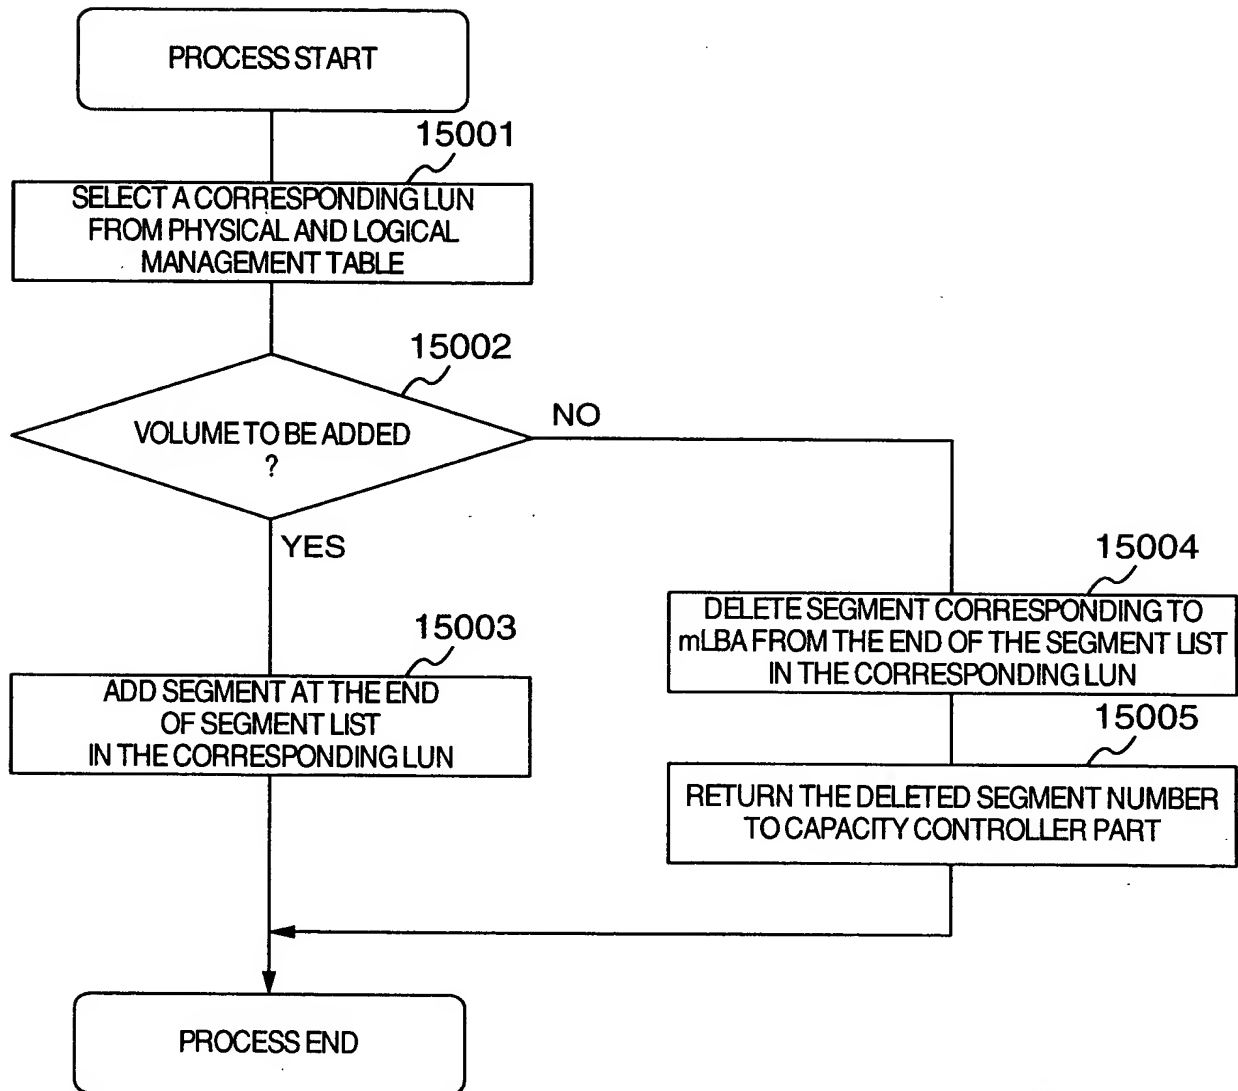 PROCESS START
15001
SELECT A CORRESPONDING LUN
FROM PHYSICAL AND LOGICAL
MANAGEMENT TABLE
15002
VOLUME TO BE ADDED
?
NO
YES
15003
ADD SEGMENT AT THE END
OF SEGMENT LIST
IN THE CORRESPONDING LUN
15004
DELETE SEGMENT CORRESPONDING TO
mLBA FROM THE END OF THE SEGMENT LIST
IN THE CORRESPONDING LUN
15005
RETURN THE DELETED SEGMENT NUMBER
TO CAPACITY CONTROLLER PART
PROCESS END